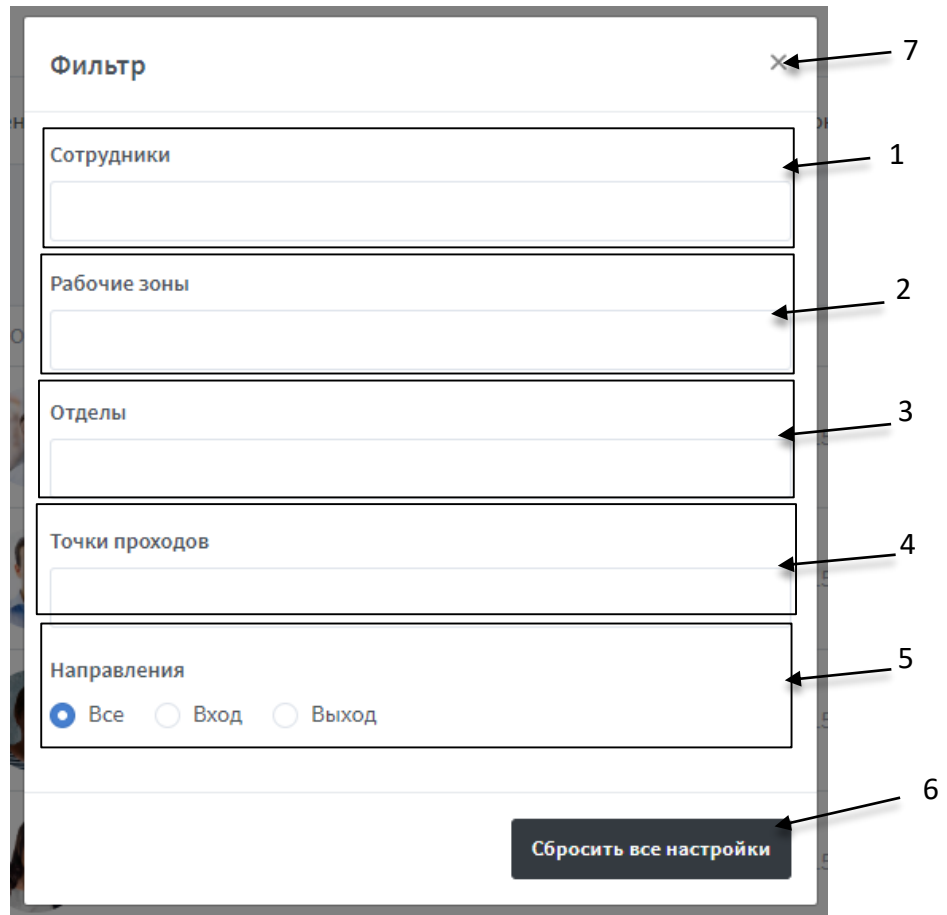 Фильтр
7
Сотрудники
1
Рабочие зоны
2
Отделы
3
Точки проходов
4
Направления
5
Все Вход Выход
6
Сбросить все настройки